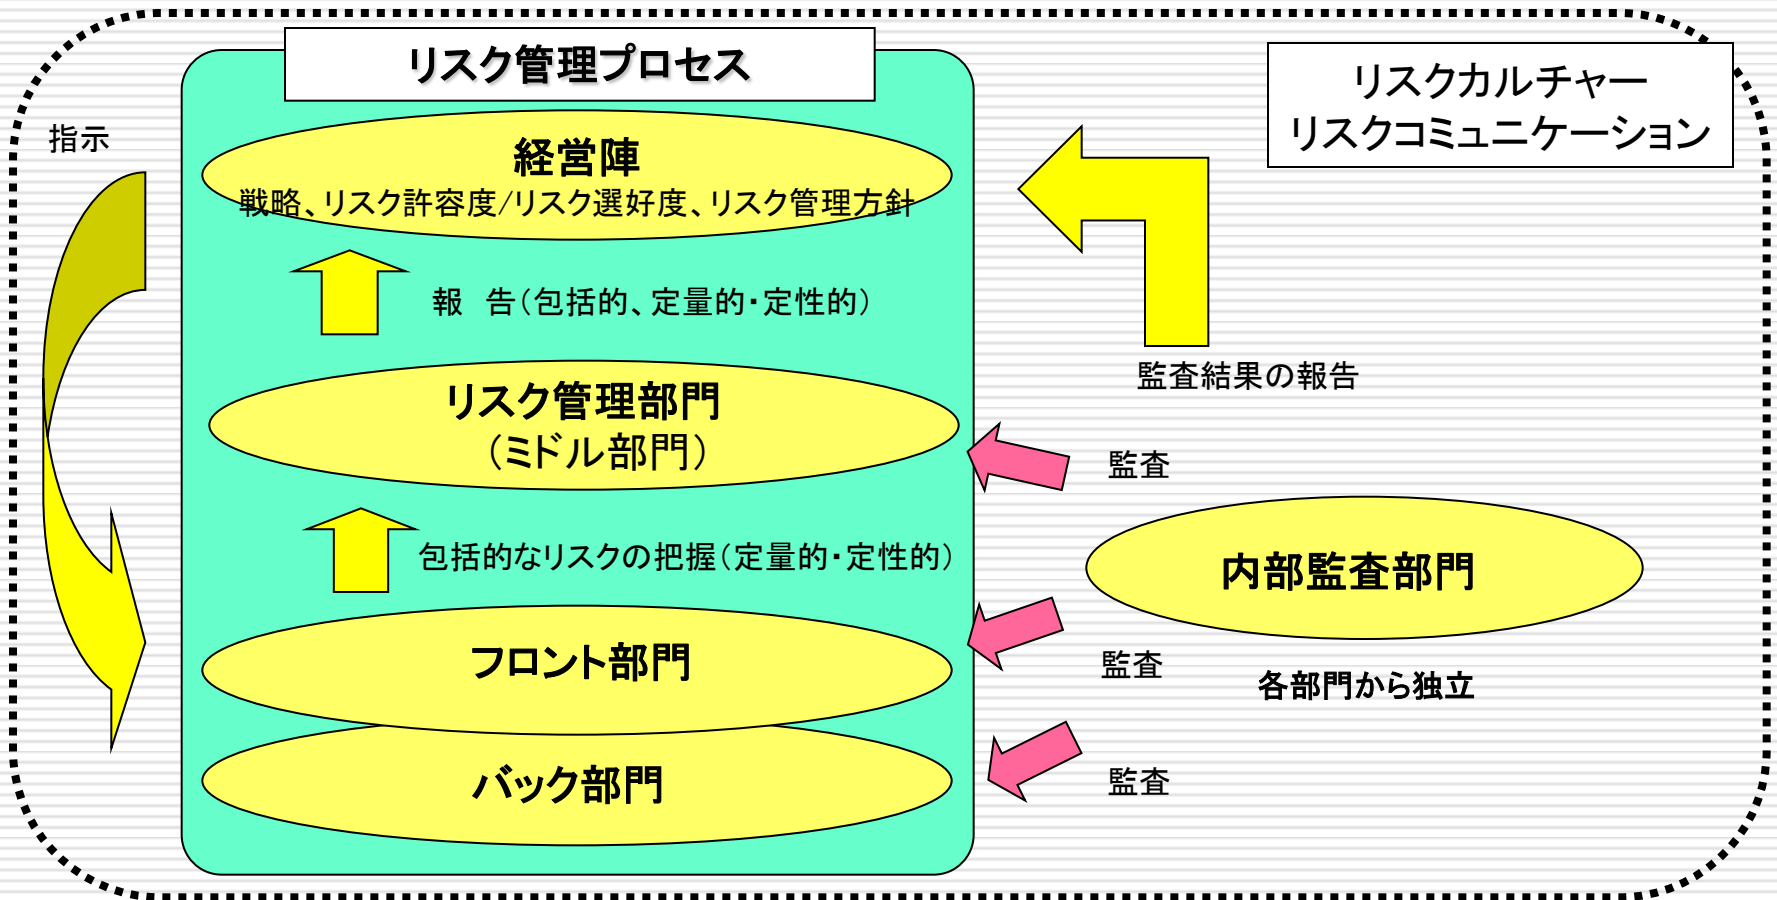 リスク管理プロセス
リスクカルチャー
リスクコミュニケーション
指示
経営陣
戦略、リスク許容度/リスク選好度、リスク管理方針
報　告(包括的、定量的・定性的)
監査結果の報告
リスク管理部門
(ミドル部門)
監査
包括的なリスクの把握(定量的・定性的)
内部監査部門
フロント部門
監査
各部門から独立
バック部門
監査